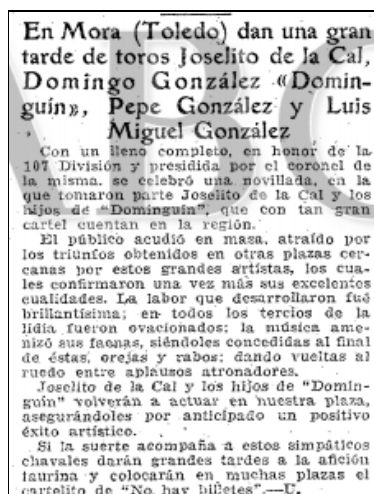 En Mora (Toledo) dan una gran
tarde de toros Joselito de la Cal,
Domingo González «Domin-
guín», Pepe González y Luis
Miguel González
Con un lleno completo, en honor de la
107 División y presidida por el coronel de
la misma. se celebró una novillada, en la
que tomaron parte Joselito de la Cal y los
hijos de "Dominguín", que con tan gran
cartel cuentan en la región.
El público acudió en masa, atraído por
los triunfos obtenidos en otras plazas cer-
canas por estos grandes artistas, los cua-
les confirmaron una vez más sus excelentes
cualidades. La labor que desarrollaron fué
brillantísima; en todos los tercios de la
lidia fueron ovacionados; la música ame-
nizó sus faenas, siéndoles concedidas al final
de éstas, orejas y rabos; dando vueltas al
ruedo entre aplausos atronadores.
Joselito de la Cal y los hijos de "Domin-
guín" volverán a actuar en nuestra plaza,
asegurándoles por anticipado un positivo
éxito artístico.
Si la suerte acompaña a estos simpáticos
chavales darán grandes tardes a la afición
taurina y colocarán en muchas plazas el
cartelito de "No hay billetes".—U.
ABC